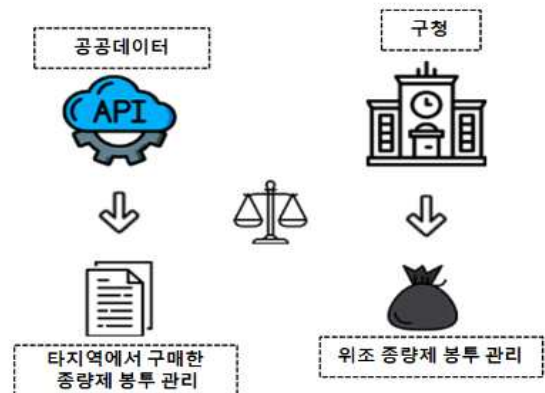 공공데이터
구청
API
타지역에서 구매한
종량제 봉투 관리
위조 종량제 봉투 관리